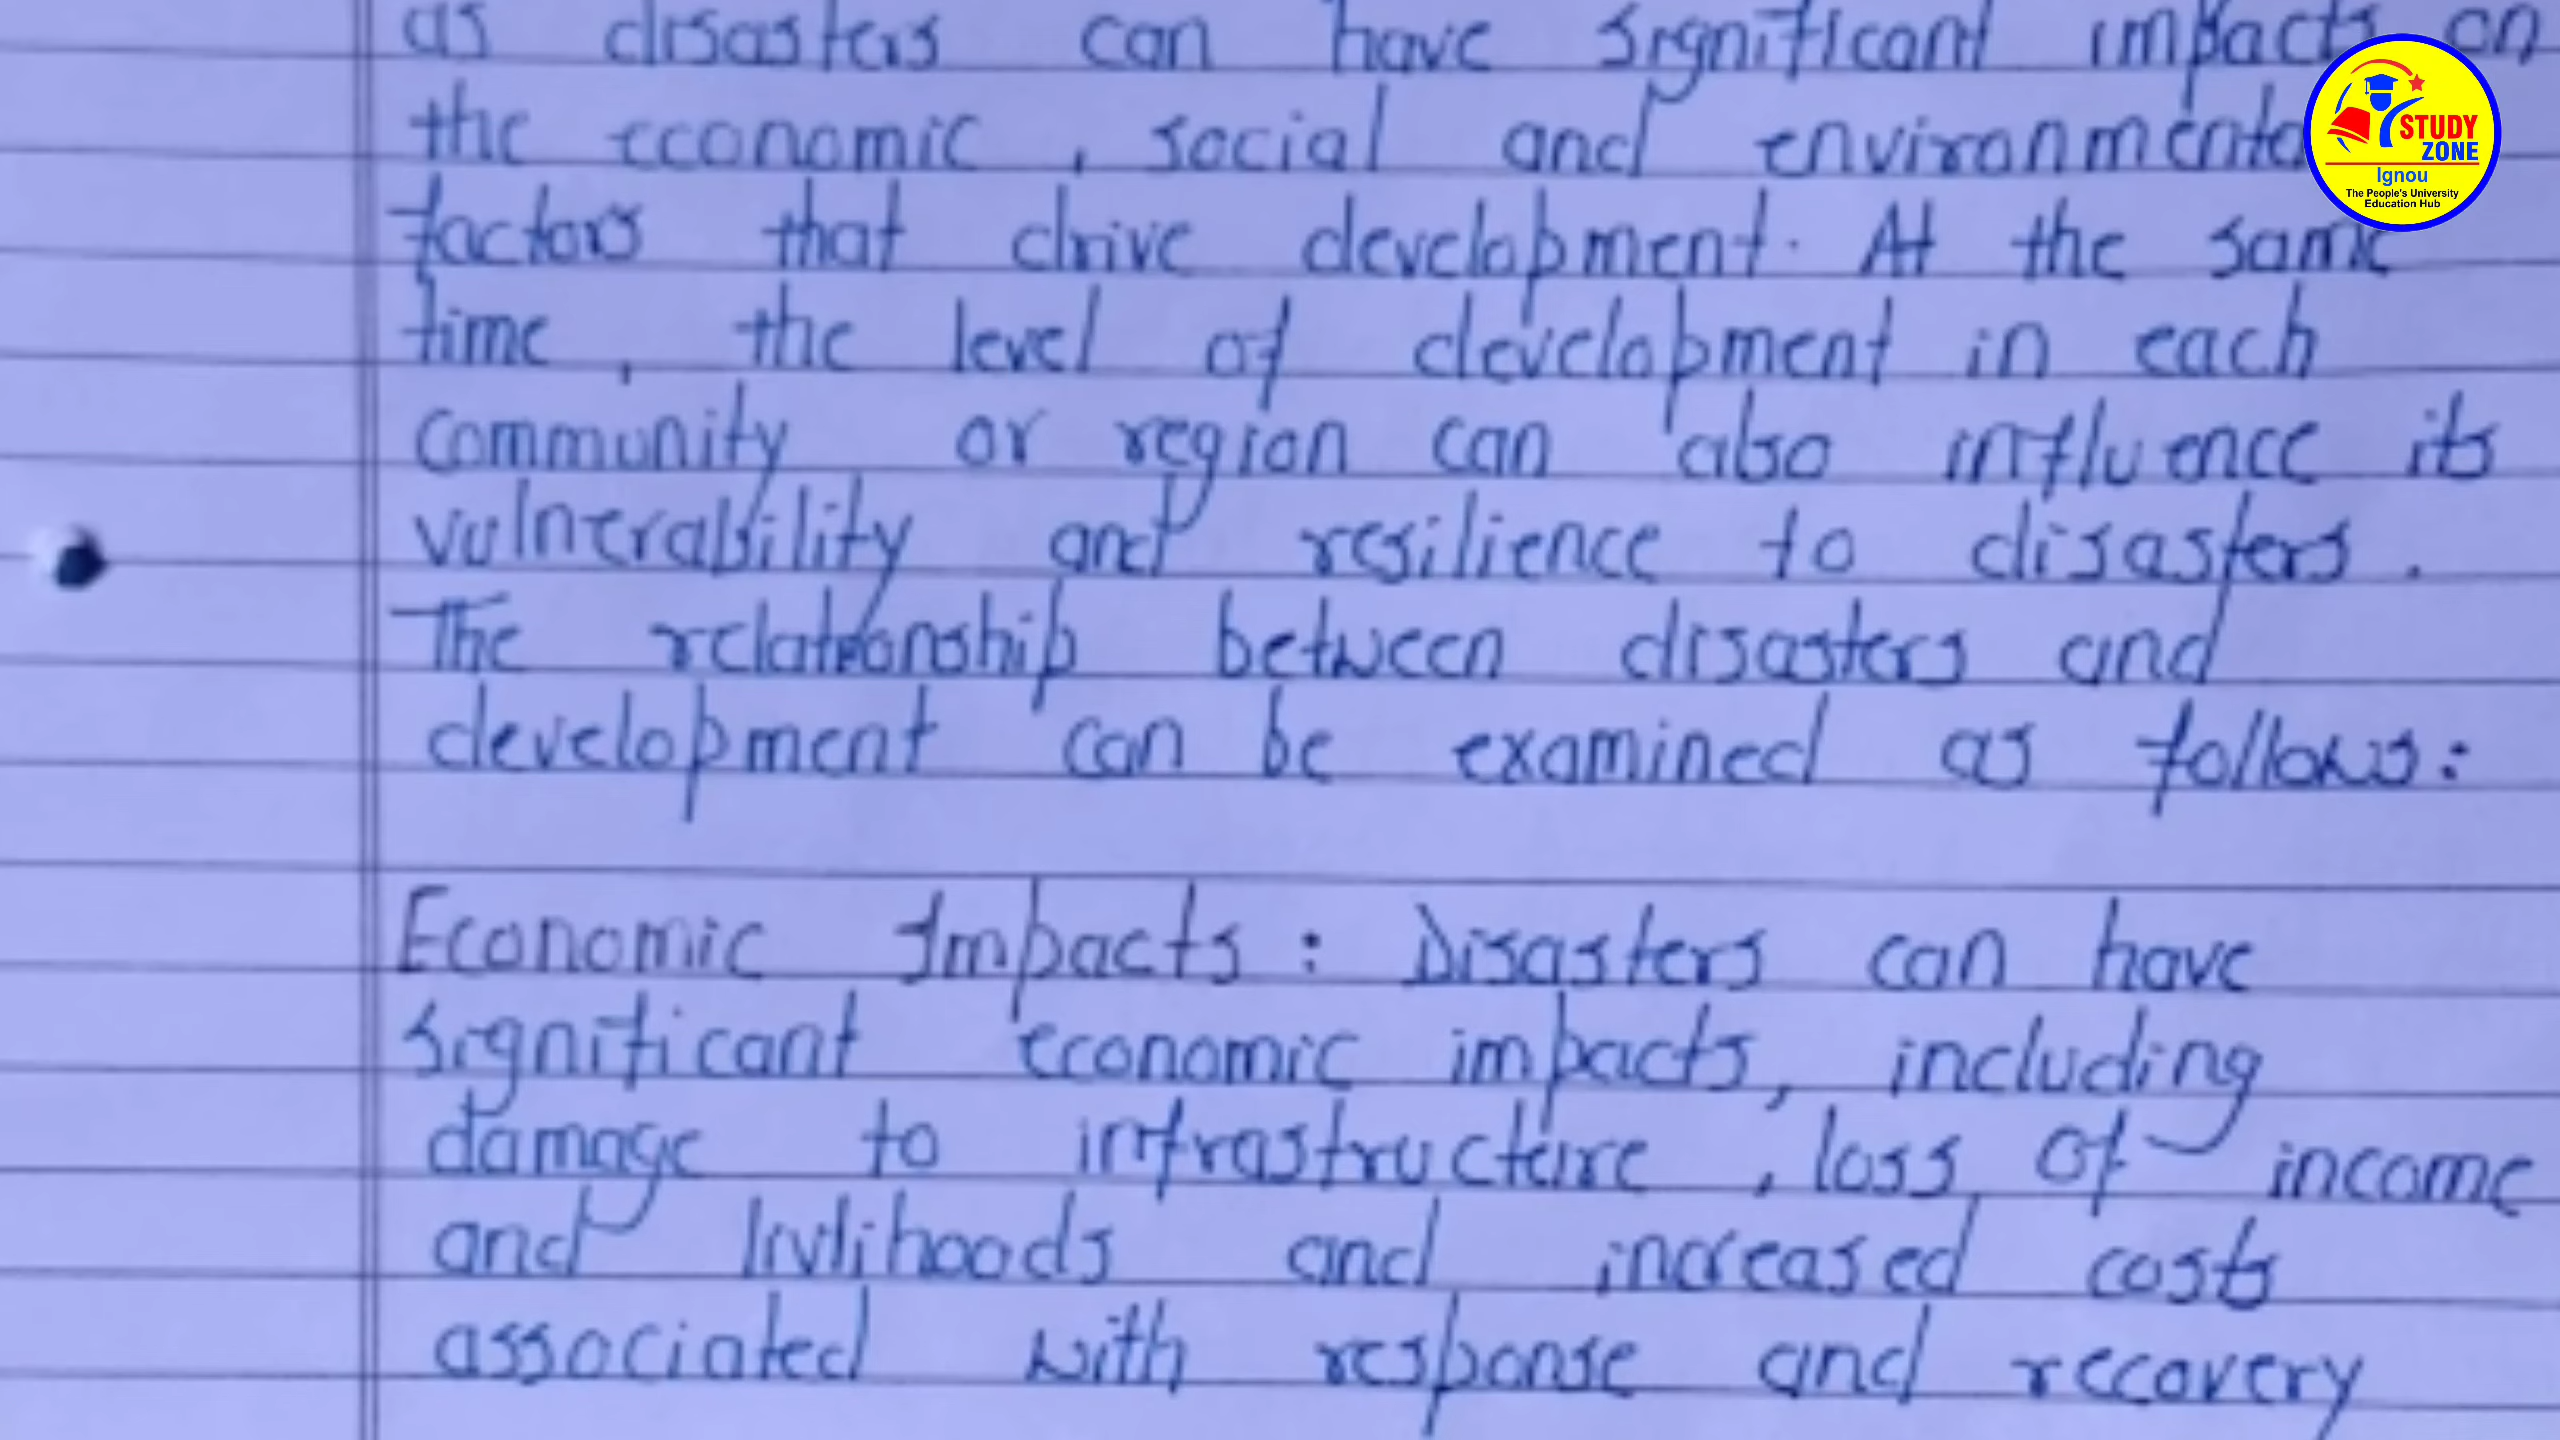 as disasters can have significant impacts on
the economic, social and environmenta
factors that drive development. At the same
time, the level of development in each
community or region can also influence its
vulnerability and resilience to disasters.
The relationship between disasters and
development can be examined as follows:
Economic Impacts: Disasters can have
significant economic impacts, including
damage to infrastructure, loss of income
and livlihoods and increased costs
associated with response and recovery
STUDY
ZONE
Ignou
The People's University
Education Hub